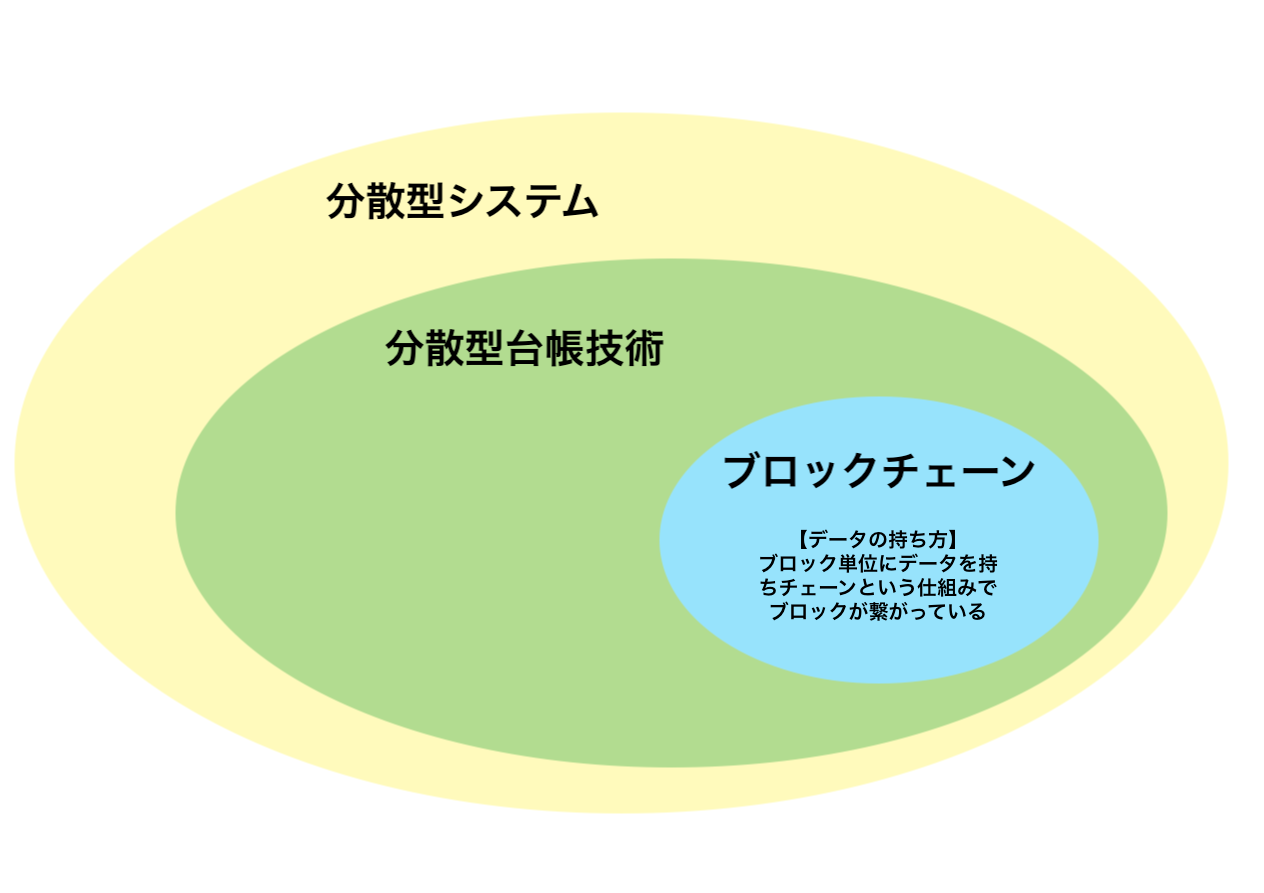 分散型システム
分散型台帳技術
ブロックチェーン
【データの持ち方】
ブロック単位にデータを持
ちチェーンという仕組みで
ブロックが繋がっている